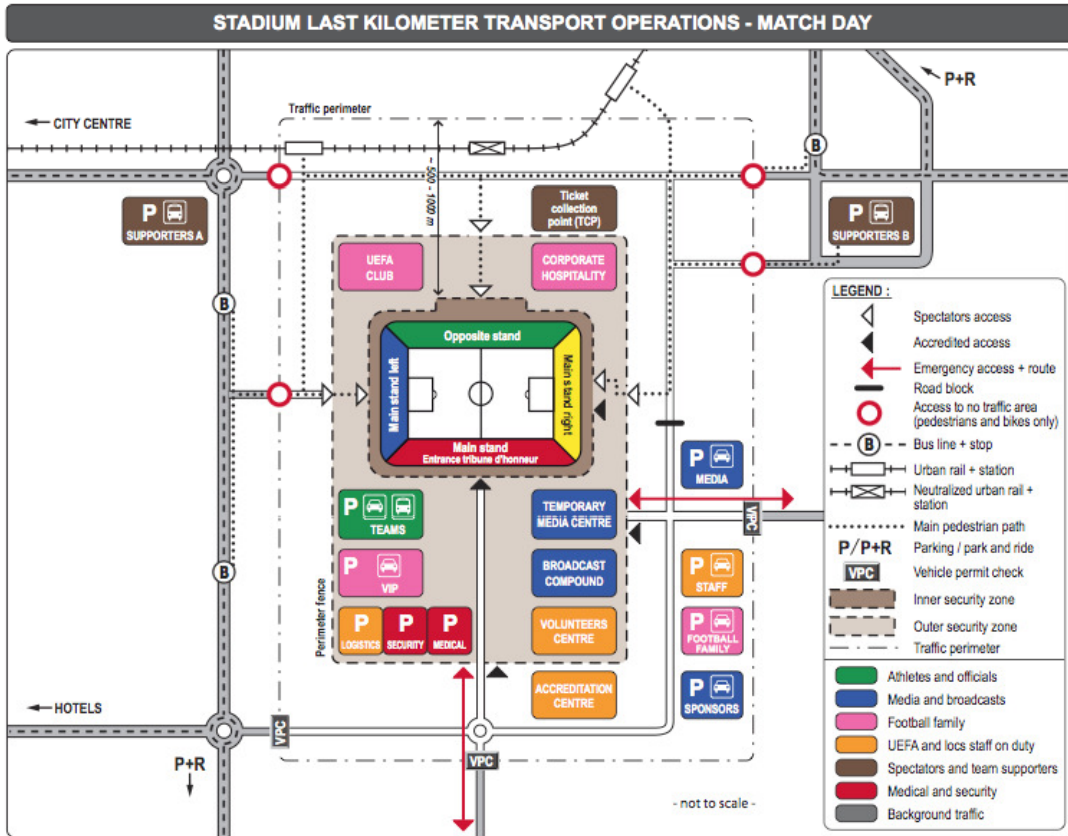 STADIUM LAST KILOMETER TRANSPORT OPERATIONS - MATCH DAY
P+R
Traffic perimeter
CITY CENTRE
B
~ 500 - 1000 m
P
SUPPORTERS A
Ticket
collection
point (TCP)
P
SUPPORTERS B
UEFA
CLUB
CORPORATE
HOSPITALITY
B
Opposite stand
Main stand left
Main stand right
Main stand
Entrance tribune d'honneur
P
MEDIA
P
TEAMS
TEMPORARY
MEDIA CENTRE
VPC
B
P
VIP
BROADCAST
COMPOUND
P
STAFF
Perimeter fence
P
LOGISTICS
P
SECURITY
P
MEDICAL
VOLUNTEERS
CENTRE
P
FOOTBALL
FAMILY
ACCREDITATION
CENTRE
P
SPONSORS
HOTELS
VPC
VPC
P+R
- not to scale -
LEGEND :
Spectators access
Accredited access
Emergency access + route
Road block
Access to no traffic area
(pedestrians and bikes only)
B
Bus line + stop
Urban rail + station
Neutralized urban rail +
station
Main pedestrian path
P/P+R
Parking / park and ride
VPC
Vehicle permit check
Inner security zone
Outer security zone
Traffic perimeter
Athletes and officials
Media and broadcasts
Football family
UEFA and locs staff on duty
Spectators and team supporters
Medical and security
Background traffic